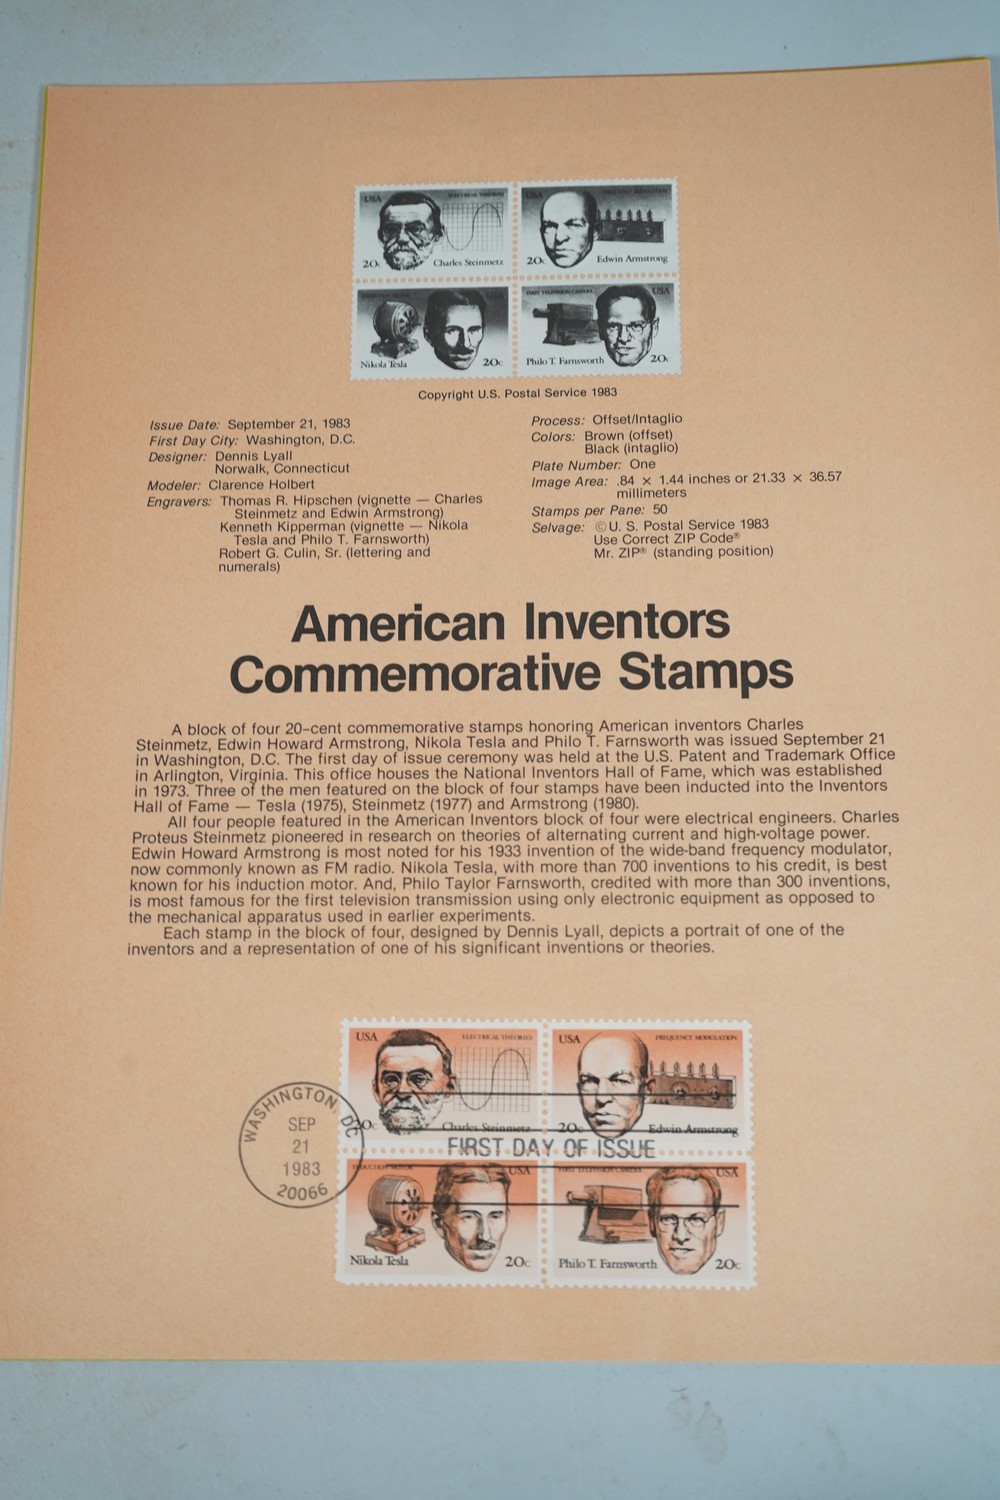 USA
ELECTRICAL THEORIES
20c
Charles Steinmetz
USA
FREQUENCY MODULATION
20c
Edwin Armstrong
INDUCTION MOTOR
USA
Nikola Tesla
20c
FIRST TELEVISION CAMERA
USA
Philo T. Farnsworth
20c
Copyright U.S. Postal Service 1983
Issue Date: September 21, 1983
First Day City: Washington, D.C.
Designer: Dennis Lyall
Norwalk, Connecticut
Modeler: Clarence Holbert
Engravers: Thomas R. Hipschen (vignette — Charles
Steinmetz and Edwin Armstrong)
Kenneth Kipperman (vignette — Nikola
Tesla and Philo T. Farnsworth)
Robert G. Culin, Sr. (lettering and
numerals)
Process: Offset/Intaglio
Colors: Brown (offset)
Black (intaglio)
Plate Number: One
Image Area: .84 × 1.44 inches or 21.33 × 36.57
millimeters
Stamps per Pane: 50
Selvage: ©U. S. Postal Service 1983
Use Correct ZIP Code®
Mr. ZIP® (standing position)
American Inventors
Commemorative Stamps
A block of four 20-cent commemorative stamps honoring American inventors Charles
Steinmetz, Edwin Howard Armstrong, Nikola Tesla and Philo T. Farnsworth was issued September 21
in Washington, D.C. The first day of issue ceremony was held at the U.S. Patent and Trademark Office
in Arlington, Virginia. This office houses the National Inventors Hall of Fame, which was established
in 1973. Three of the men featured on the block of four stamps have been inducted into the Inventors
Hall of Fame — Tesla (1975), Steinmetz (1977) and Armstrong (1980).
All four people featured in the American Inventors block of four were electrical engineers. Charles
Proteus Steinmetz pioneered in research on theories of alternating current and high-voltage power.
Edwin Howard Armstrong is most noted for his 1933 invention of the wide-band frequency modulator,
now commonly known as FM radio. Nikola Tesla, with more than 700 inventions to his credit, is best
known for his induction motor. And, Philo Taylor Farnsworth, credited with more than 300 inventions,
is most famous for the first television transmission using only electronic equipment as opposed to
the mechanical apparatus used in earlier experiments.
Each stamp in the block of four, designed by Dennis Lyall, depicts a portrait of one of the
inventors and a representation of one of his significant inventions or theories.
USA
ELECTRICAL THEORIES
20c
Charles Steinmetz
USA
FREQUENCY MODULATION
20c
Edwin Armstrong
WASHINGTON, DC
SEP
21
1983
20066
FIRST DAY OF ISSUE
INDUCTION MOTOR
USA
Nikola Tesla
20c
FIRST TELEVISION CAMERA
USA
Philo T. Farnsworth
20c